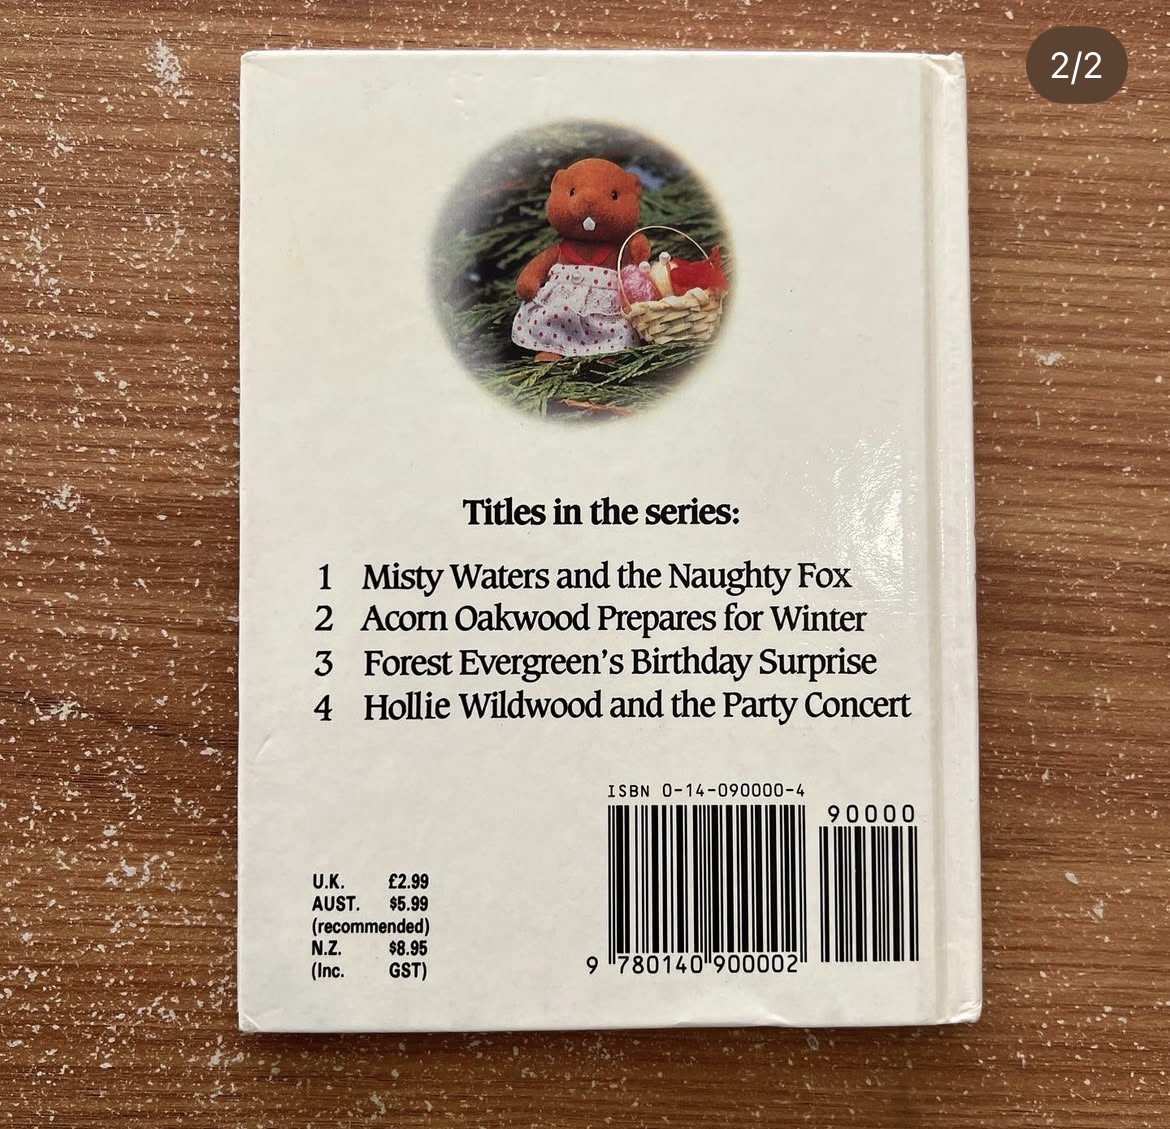 2/2
Titles in the series:
1 Misty Waters and the Naughty Fox
2 Acorn Oakwood Prepares for Winter
3 Forest Evergreen's Birthday Surprise
4 Hollie Wildwood and the Party Concert
ISBN 0-14-090000-4
90000
9 780140 900002
U.K. £2.99
AUST. $5.99
(recommended)
N.Z. $8.95
(Inc. GST)